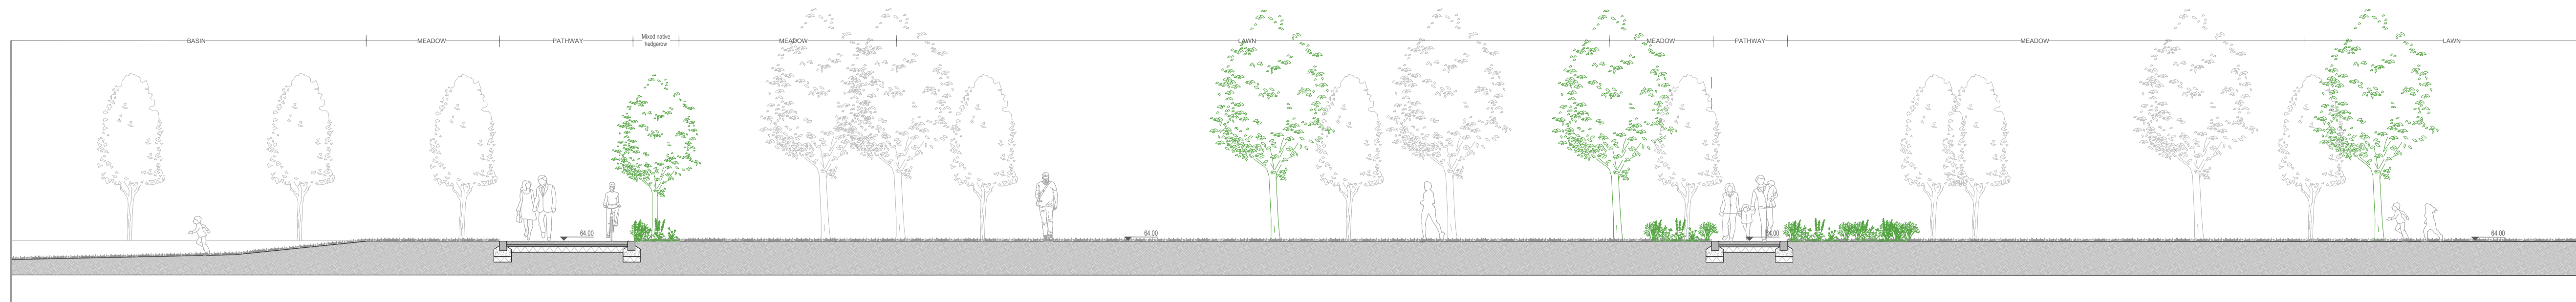 BASIN
MEADOW
PATHWAY
Mixed native
hedgerow
MEADOW
LAWN
MEADOW
PATHWAY
MEADOW
LAWN
64.00
64.00
64.00
64.00